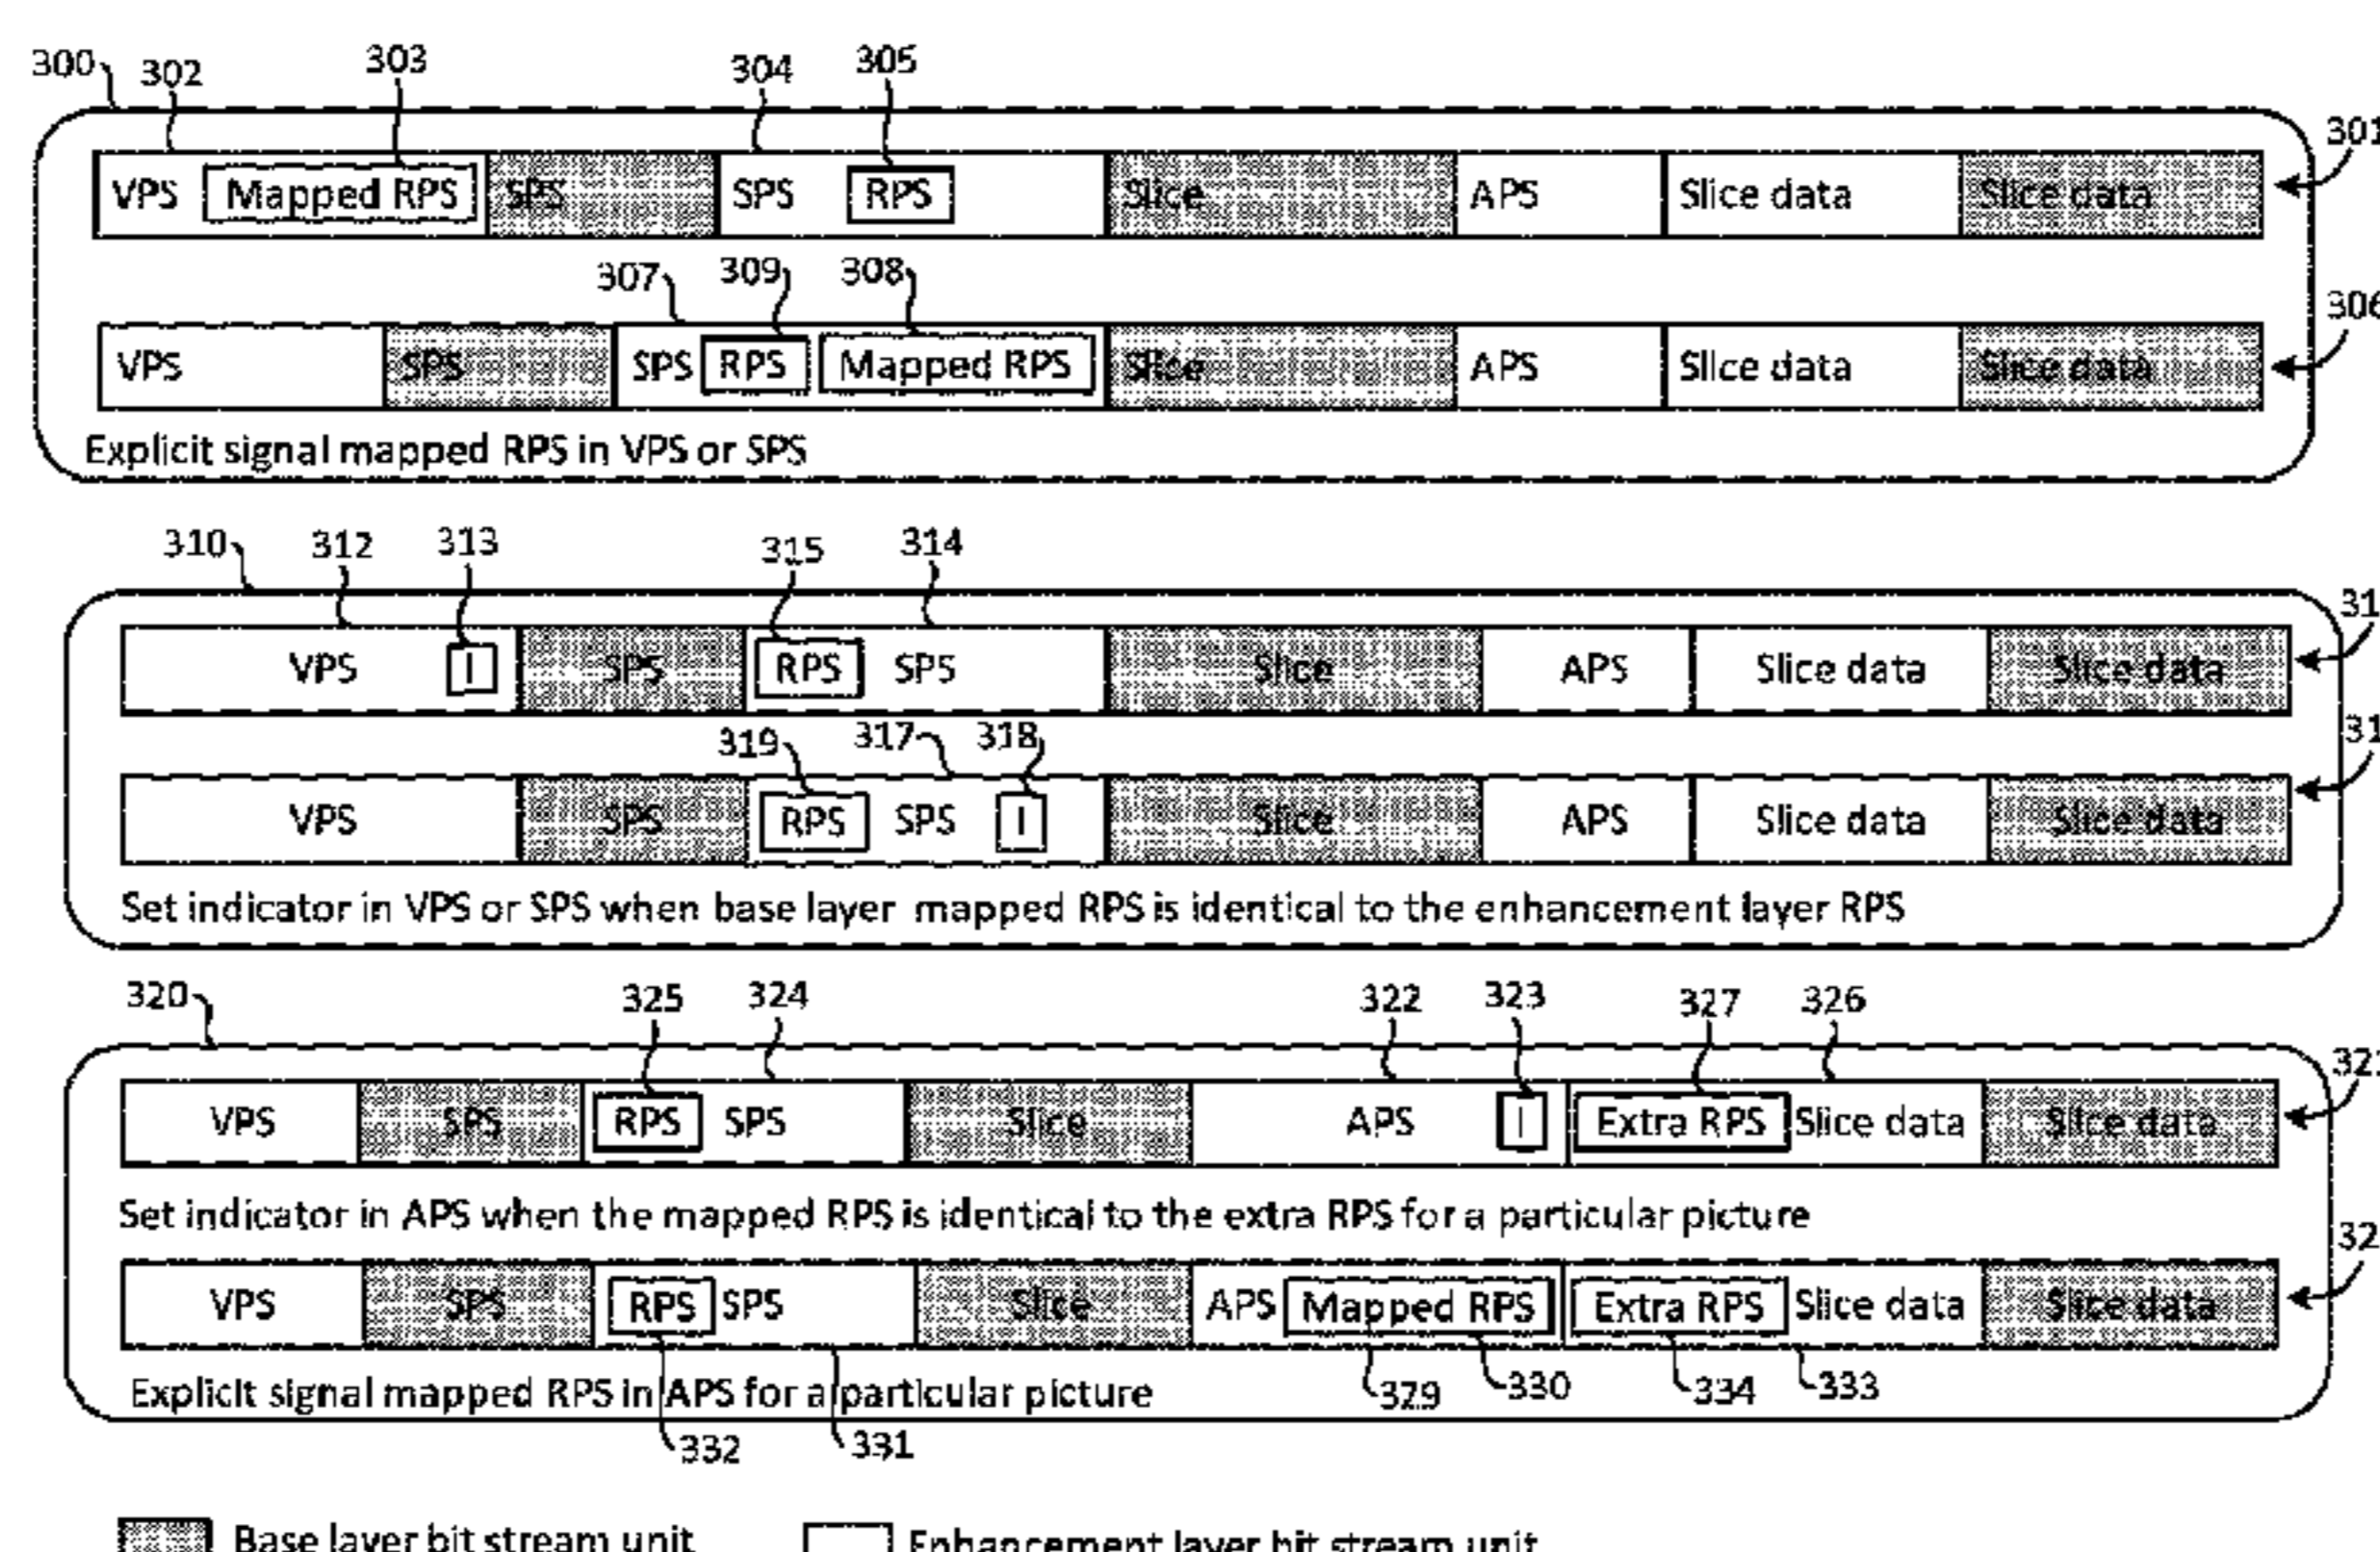 300 302 303 304 305
301
VPS Mapped RPS SPS SPS RPS Slice APS Slice data Slice data
307 309 308
306
VPS SPS SPS RPS Mapped RPS Slice APS Slice data Slice data
Explicit signal mapped RPS in VPS or SPS
310 312 313 315 314
VPS I SPS RPS SPS Slice APS Slice data Slice data
319 317 318
VPS SPS RPS SPS I Slice APS Slice data Slice data
Set indicator in VPS or SPS when base layer mapped RPS is identical to the enhancement layer RPS
320 325 324 322 323 327 326
321
VPS SPS RPS SPS Slice APS I Extra RPS Slice data Slice data
Set indicator in APS when the mapped RPS is identical to the extra RPS for a particular picture
VPS SPS RPS SPS Slice APS Mapped RPS Extra RPS Slice data Slice data
Explicit signal mapped RPS in APS for a particular picture
329 330 334 333
332 331
Base layer bit stream unit Enhancement layer bit stream unit